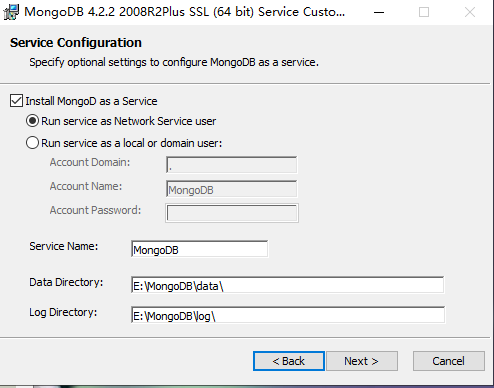 MongoDB 4.2.2 2008R2Plus SSL (64 bit) Service Custo...
Service Configuration
Specify optional settings to configure MongoDB as a service.
Install MongoD as a Service
Run service as Network Service user
Run service as a local or domain user:
Account Domain: .
Account Name: MongoDB
Account Password:
Service Name: MongoDB
Data Directory: E:\MongoDB\data\
Log Directory: E:\MongoDB\log\
< Back Next > Cancel